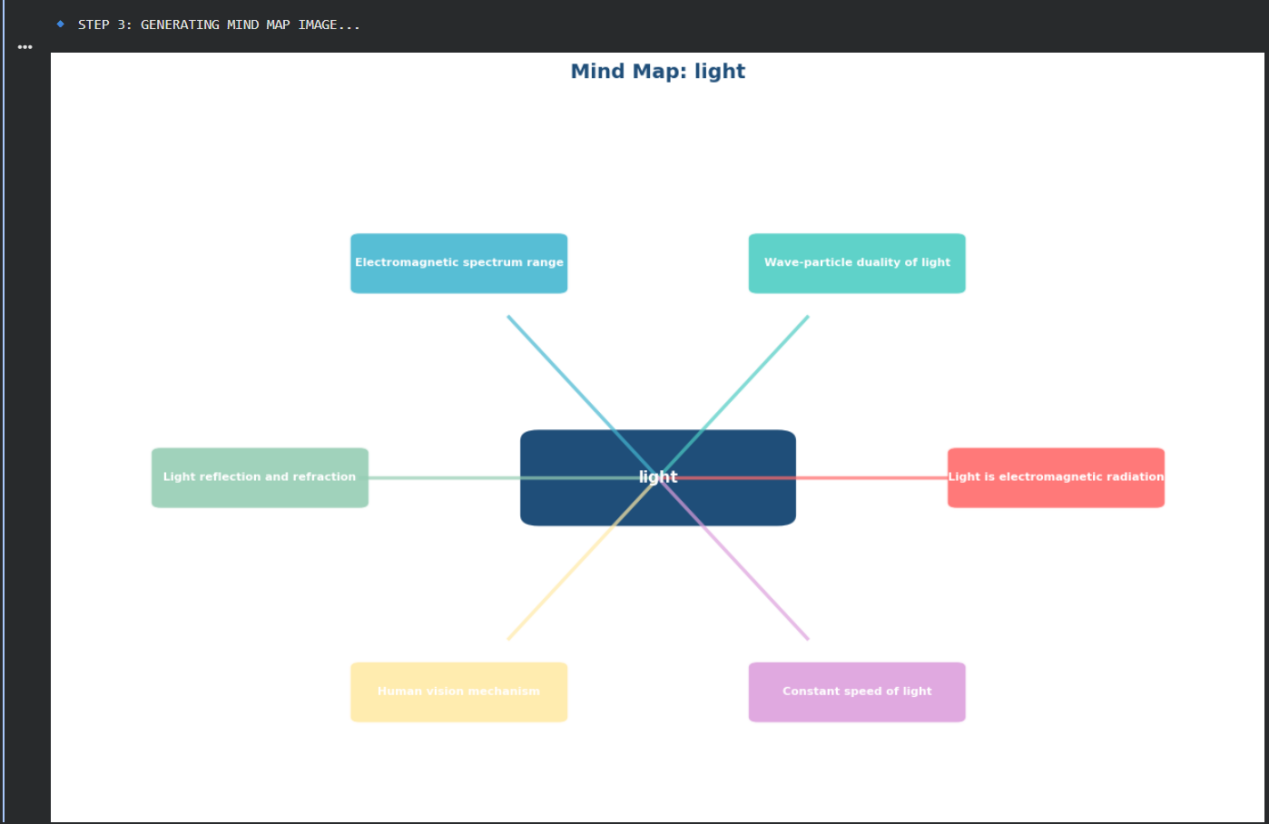 STEP 3: GENERATING MIND MAP IMAGE...
Mind Map: light
Electromagnetic spectrum range
Wave-particle duality of light
Light reflection and refraction
light
Light is electromagnetic radiation
Human vision mechanism
Constant speed of light